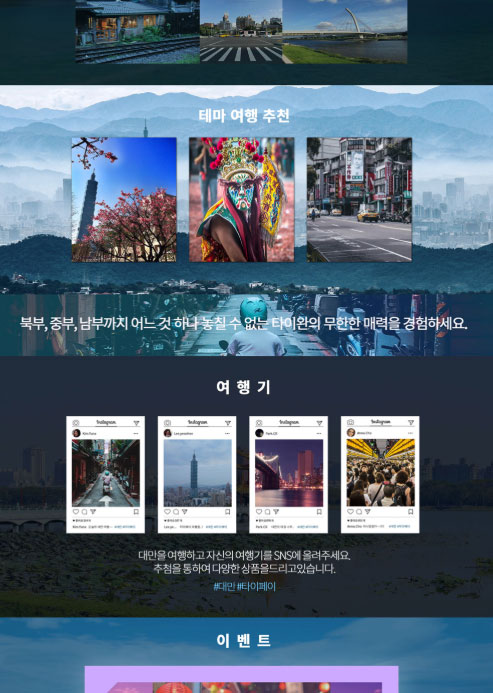 테마 여행 추천
북부, 중부, 남부까지 어느 것 하나 놓칠 수 없는 타이완의 무한한 매력을 경험하세요.
여 행 기
Instagram
Instagram
Instagram
Instagram
대만을 여행하고 자신의 여행기를 SNS에 올려주세요.
추첨을 통하여 다양한 상품을드리고있습니다.
#대만 #타이페이
이 벤 트